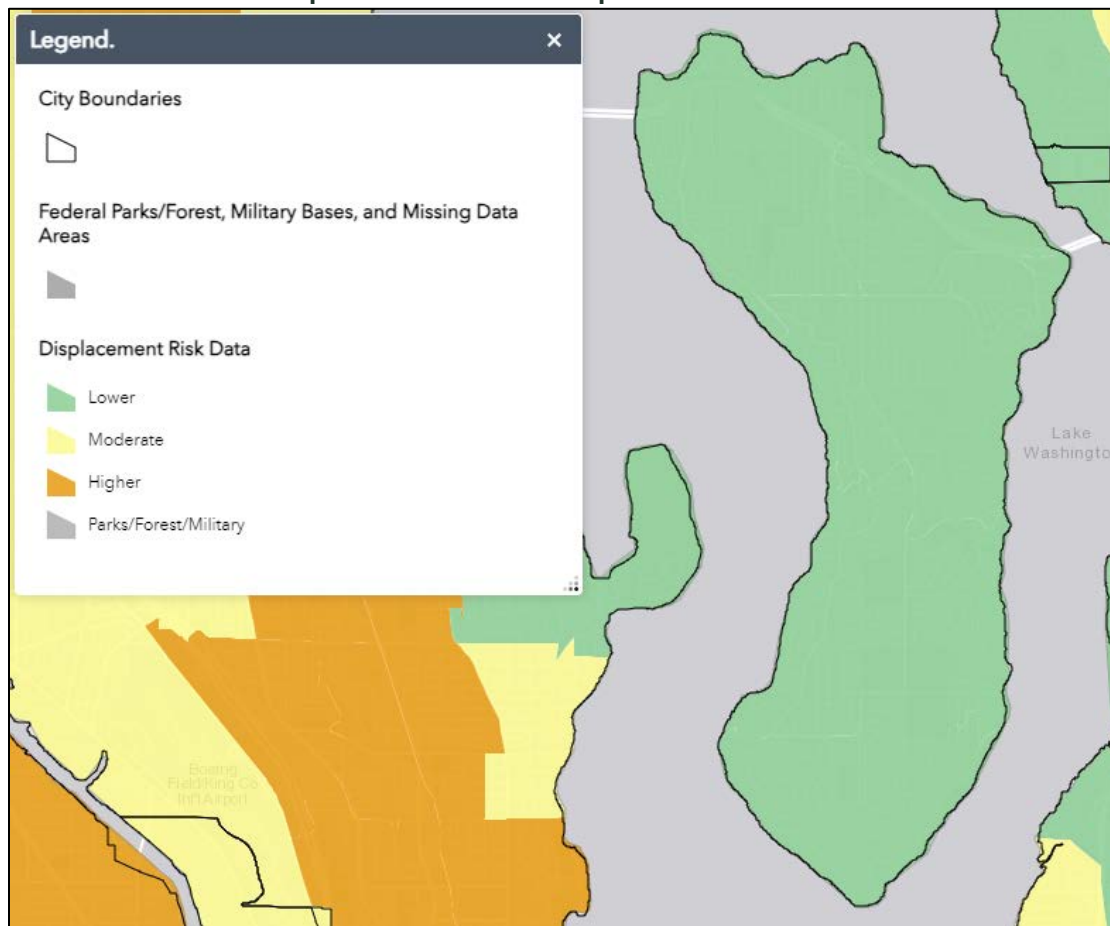 Legend.
City Boundaries
Federal Parks/Forest, Military Bases, and Missing Data
Areas
Displacement Risk Data
Lower
Moderate
Higher
Parks/Forest/Military
Lake
Washingto
Boeing
Field/King Co
Int'l Airport